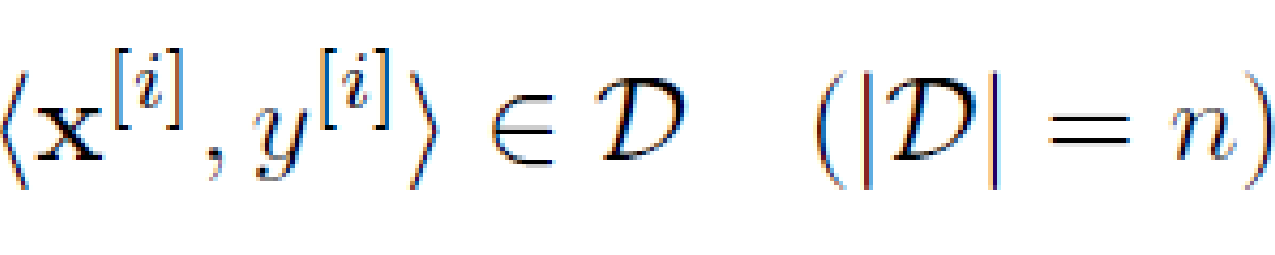 ⟨𝐱^[i], y^[i]⟩ ∈ 𝒟 (|𝒟| = n)